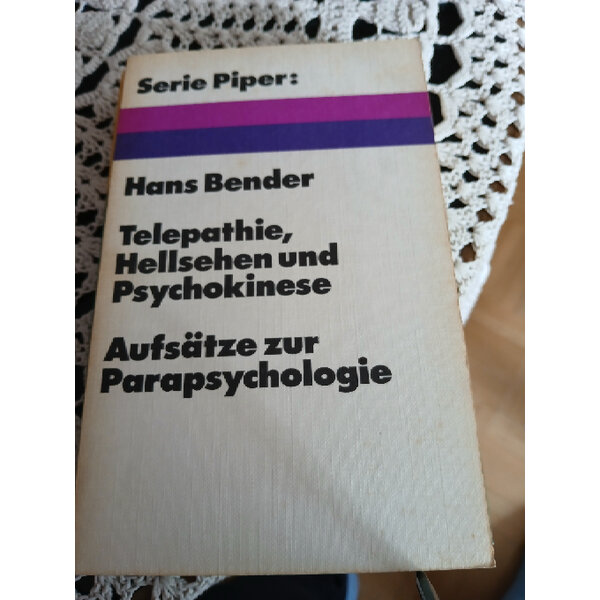 Serie Piper:
Hans Bender
Telepathie,
Hellsehen und
Psychokinese
Aufsätze zur
Parapsychologie